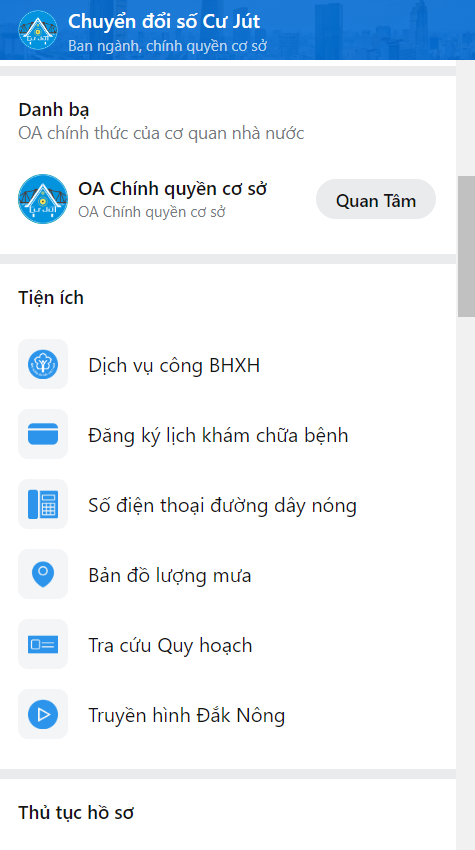 Chuyển đổi số Cư Jút
Ban ngành, chính quyền cơ sở
Danh bạ
OA chính thức của cơ quan nhà nước
OA Chính quyền cơ sở
OA Chính quyền cơ sở
Quan Tâm
Tiện ích
Dịch vụ công BHXH
Đăng ký lịch khám chữa bệnh
Số điện thoại đường dây nóng
Bản đồ lượng mưa
Tra cứu Quy hoạch
Truyền hình Đắk Nông
Thủ tục hồ sơ